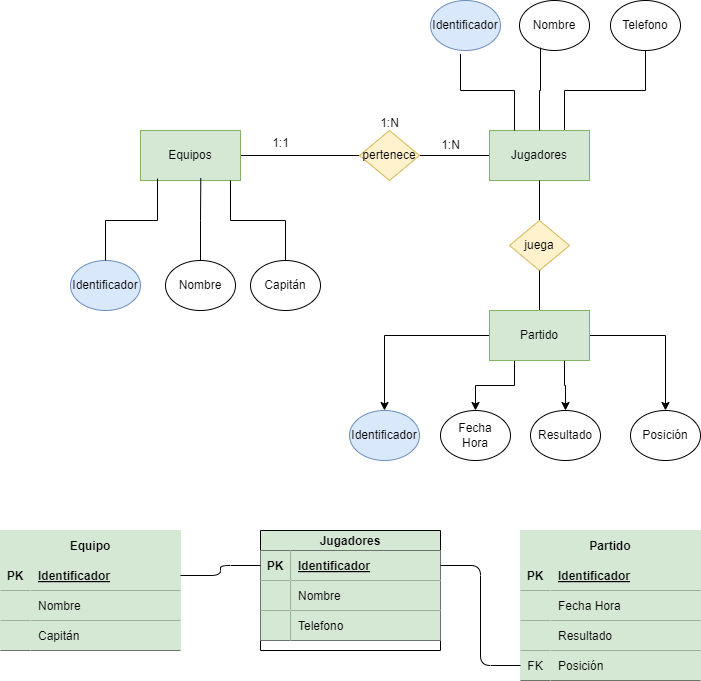 Identificador
Nombre
Telefono
1:N
1:1
1:N
Equipos
pertenece
Jugadores
juega
Identificador
Nombre
Capitán
Partido
Identificador
Fecha
Hora
Resultado
Posición
Equipo
PK Identificador
Nombre
Capitán
Jugadores
PK Identificador
Nombre
Telefono
Partido
PK Identificador
Fecha Hora
Resultado
FK Posición